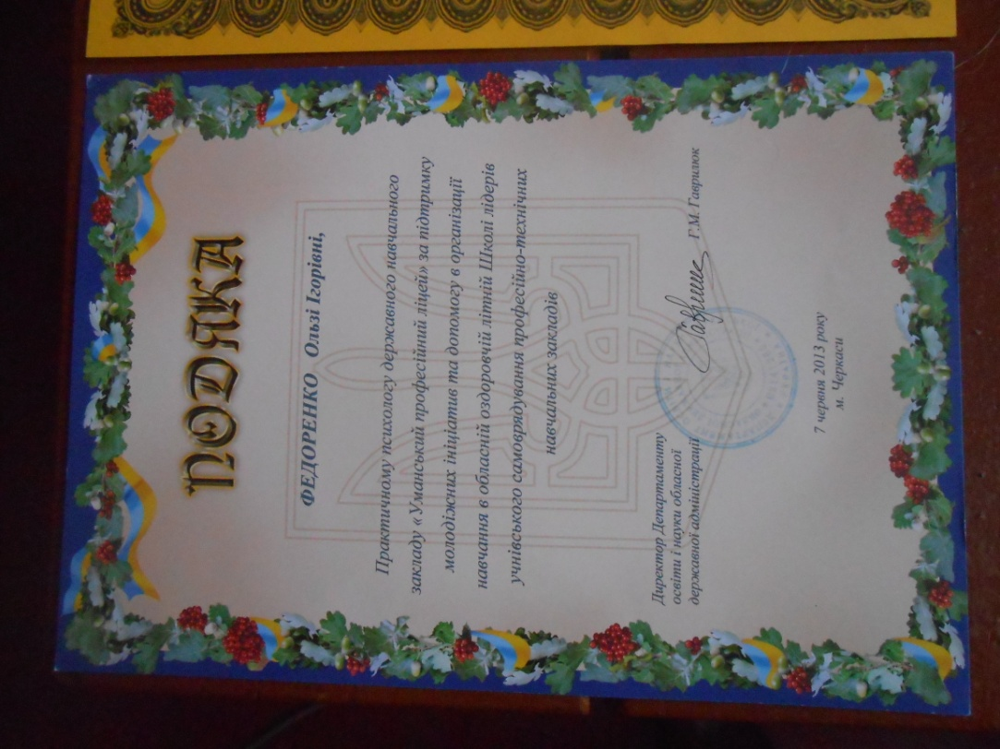 ПОДЯКА
ФЕДОРЕНКО Ользі Ігорівні,
Практичному психологу державного навчального
закладу «Уманський професійний ліцей» за підтримку
молодіжних ініціатив та допомогу в організації
навчання в обласній оздоровчій літній Школі лідерів
учнівського самоврядування професійно-технічних
навчальних закладів
Директор Департаменту
освіти і науки обласної
державної адміністрації
Г.М. Гаврилюк
7 червня 2013 року
м. Черкаси